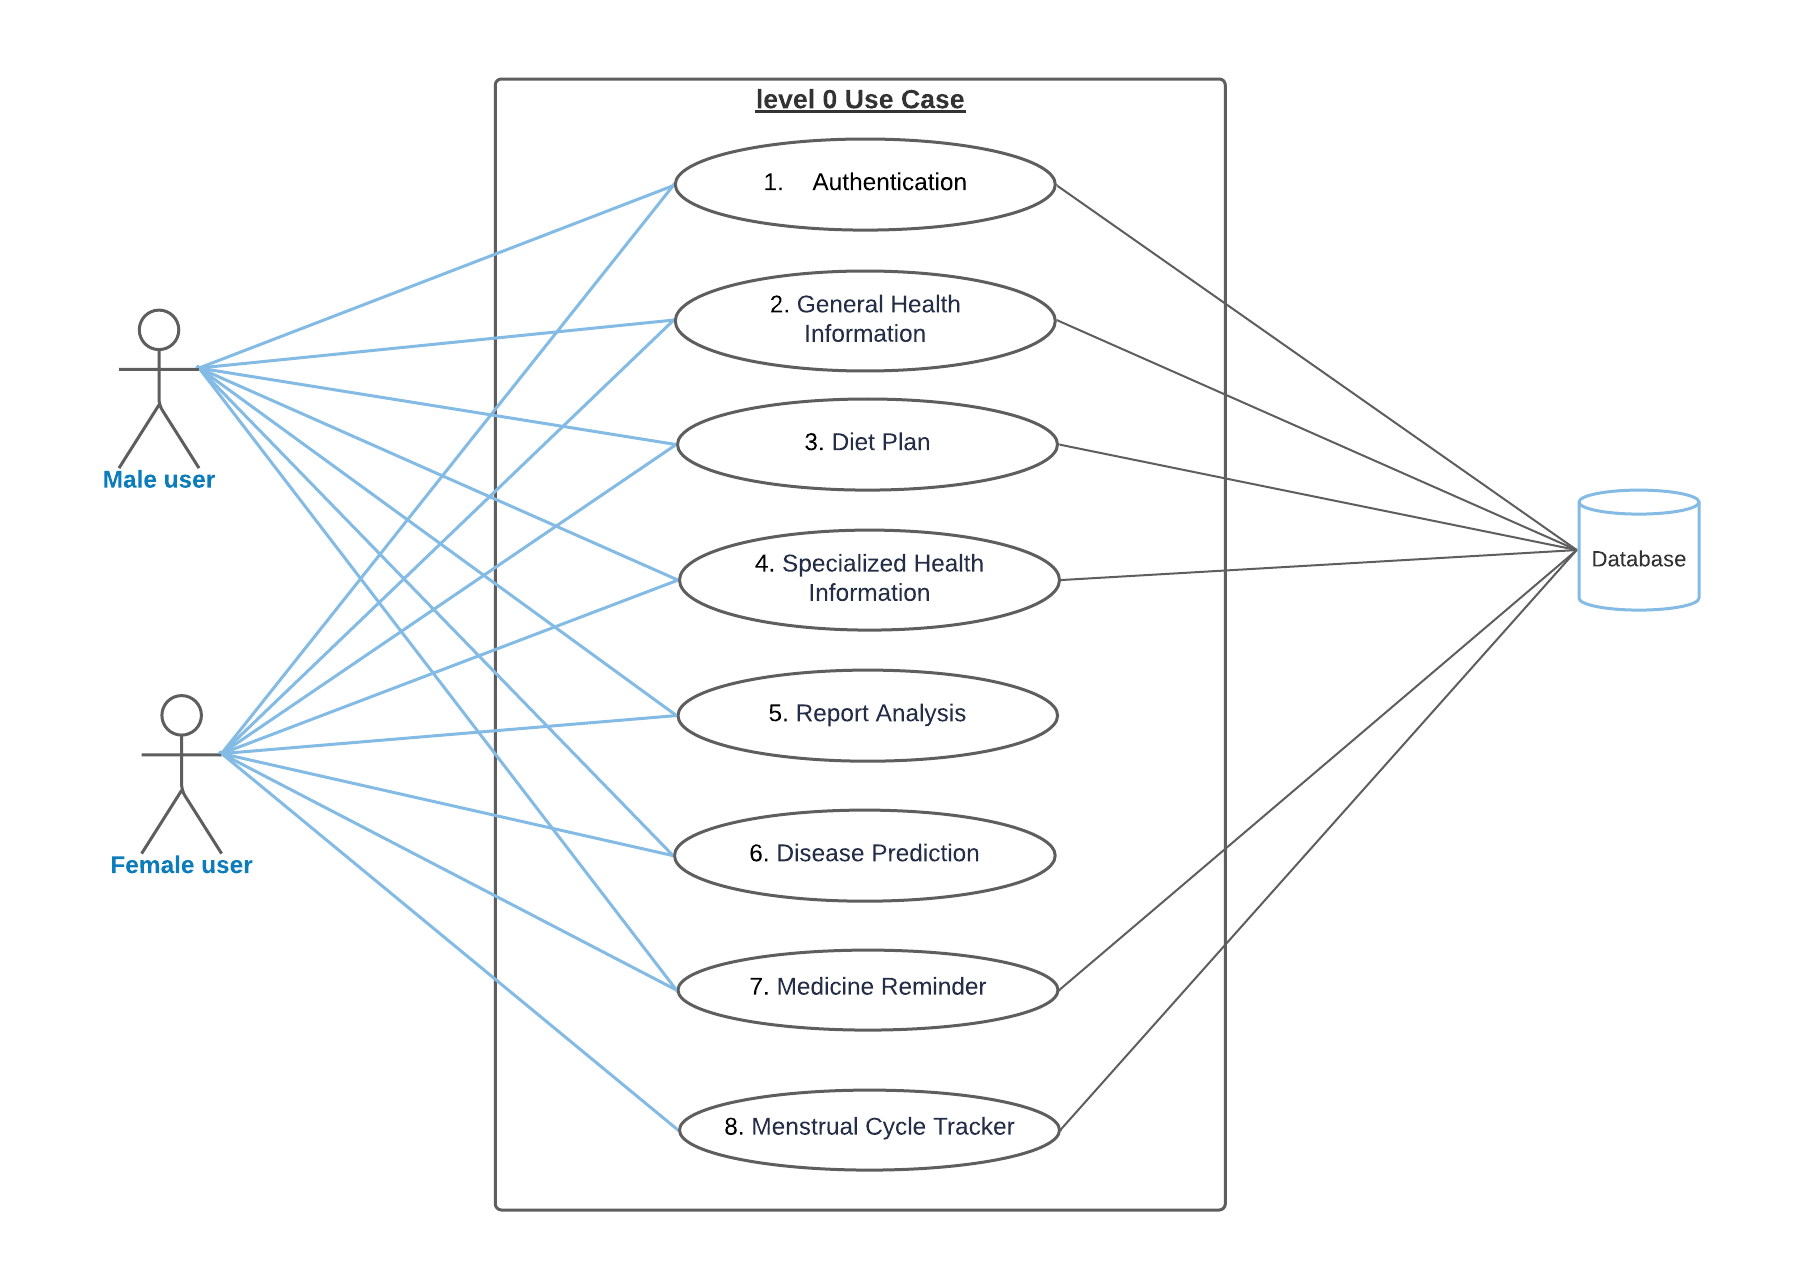 level 0 Use Case
1. Authentication
2. General Health
Information
3. Diet Plan
4. Specialized Health
Information
5. Report Analysis
6. Disease Prediction
7. Medicine Reminder
8. Menstrual Cycle Tracker
Male user
Female user
Database